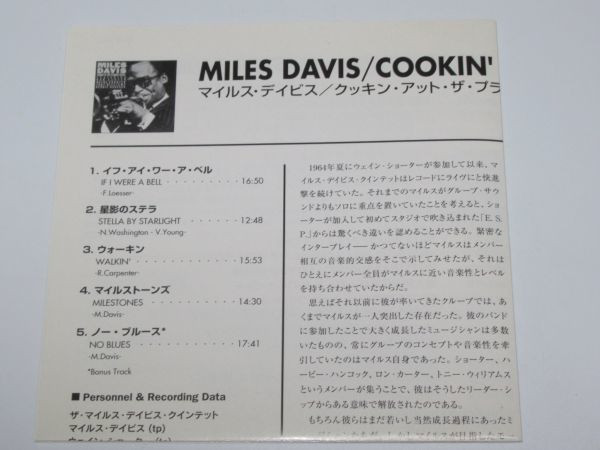 MILES DAVIS
MILES DAVIS/COOKIN'
マイルス・デイビス／クッキン・アット・ザ・プラ
1. イフ・アイ・ワー・ア・ベル
IF I WERE A BELL ········· 16:50
-F.Loesser-
2. 星影のステラ
STELLA BY STARLIGHT ···· 12:48
-N.Washington - V.Young-
3. ウォーキン
WALKIN' ············ 15:53
-R.Carpenter-
4. マイルストーンズ
MILESTONES ········· 14:30
-M.Davis-
5. ノー・ブルース*
NO BLUES ··········· 17:41
-M.Davis-
*Bonus Track
■ Personnel & Recording Data
ザ・マイルス・デイビス・クインテット
マイルス・デイビス (tp)
ウェイン・ショーター (ts)
1964年夏にウェイン・ショーターが参加して以来、マ
イルス・デイビス・クインテットはレコードにライヴにと快進
撃を続けていた。それまでのマイルスがグループ・サウ
ンドよりもソロに重点を置いていたことを考えると、ショ
ーターが加入して初めてスタジオで吹き込まれた「E.S.
P.」からは驚くべき違いを認めることができる。緊密な
インタープレイ──かつてないほどマイルスはメンバー
相互の音楽的交感をそこで示してみせたが、それは
ひとえにメンバー全員がマイルスに近い音楽性とレベル
を持ち合わせていたからだ。
思えばそれ以前に彼が率いてきたグループでは、あ
くまでマイルスが一人突出した存在だった。彼のバンド
に参加したことで大きく成長したミュージシャンは多数
いたものの、常にグループのコンセプトや音楽性を牽
引していたのはマイルス自身であった。ショーター、ハ
ービー・ハンコック、ロン・カーター、トニー・ウィリアムス
というメンバーが集うことで、彼はそうしたリーダー・シ
ップからある意味で解放されたのである。
もちろん彼らはまだ若いし当然成長過程にあったミ